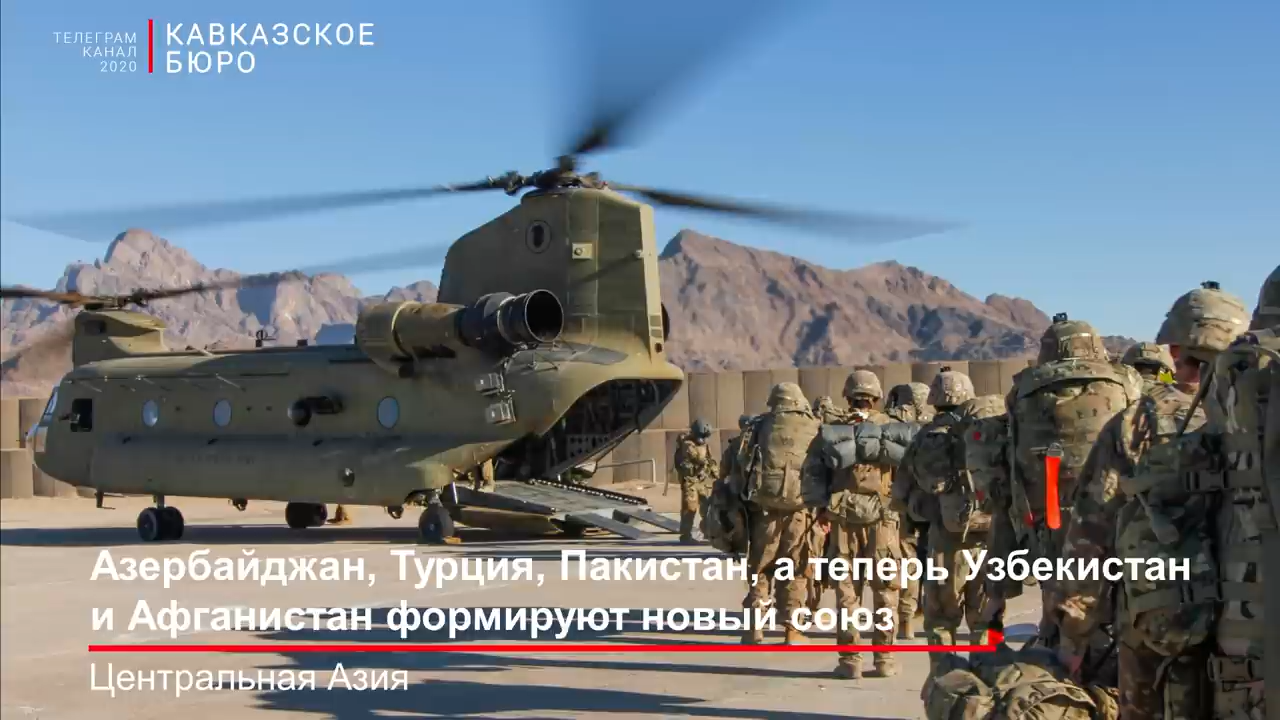 ТЕЛЕГРАМ
КАНАЛ
2020
КАВКАЗСКОЕ
БЮРО
Азербайджан, Турция, Пакистан, а теперь Узбекистан
и Афганистан формируют новый союз
Центральная Азия